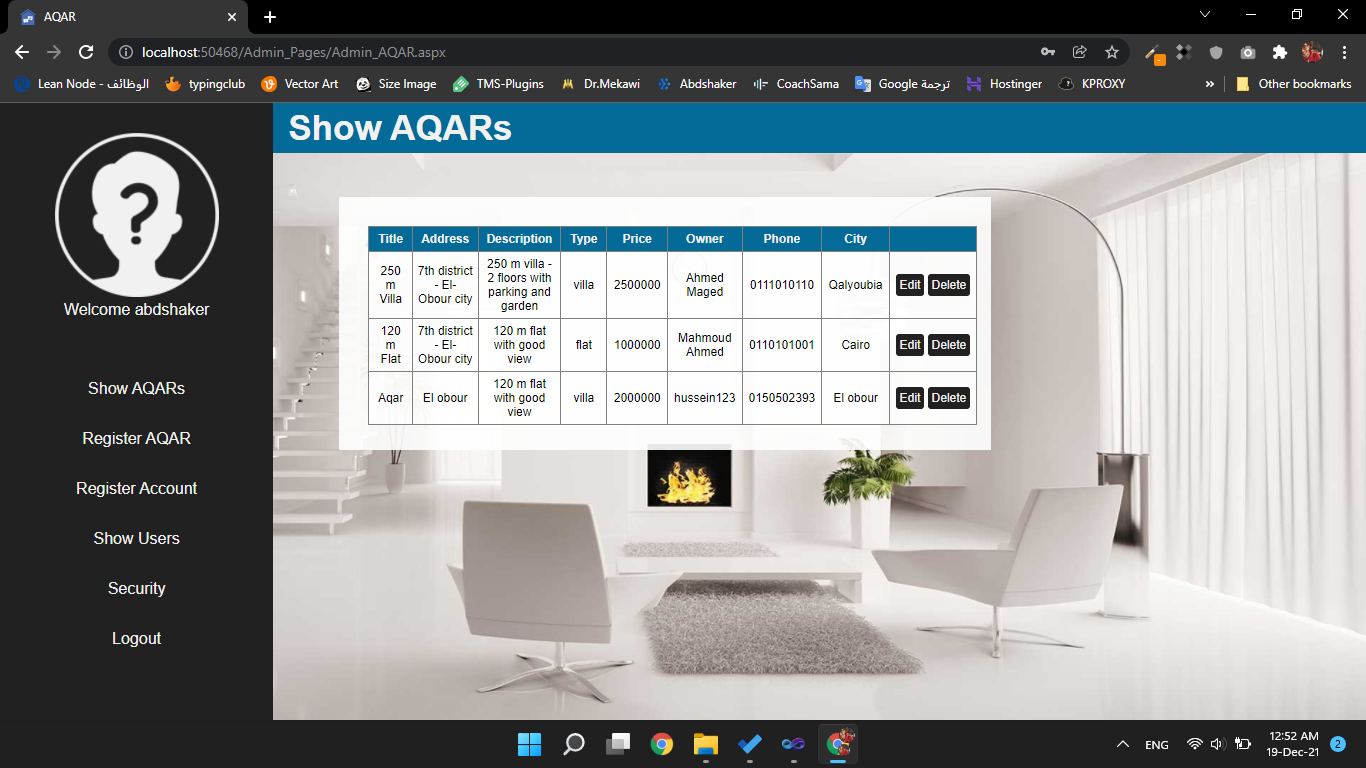 AQAR
localhost:50468/Admin_Pages/Admin_AQAR.aspx
Lean Node - الوظائف typingclub Vector Art Size Image TMS-Plugins Dr.Mekawi Abdshaker CoachSama Google ترجمة Hostinger KPROXY » Other bookmarks
Show AQARs
?
Welcome abdshaker
Show AQARs
Register AQAR
Register Account
Show Users
Security
Logout
Title Address Description Type Price Owner Phone City
250 m Villa 7th district - El-Obour city 250 m villa - 2 floors with parking and garden villa 2500000 Ahmed Maged 0111010110 Qalyoubia Edit Delete
120 m Flat 7th district - El-Obour city 120 m flat with good view flat 1000000 Mahmoud Ahmed 0110101001 Cairo Edit Delete
Aqar El obour 120 m flat with good view villa 2000000 hussein123 0150502393 El obour Edit Delete
ENG
12:52 AM
19-Dec-21
2